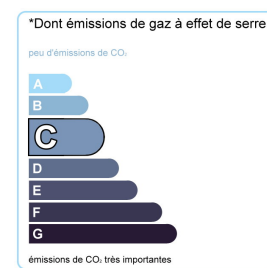 *Dont émissions de gaz à effet de serre
peu d'émissions de CO₂
A
B
C
D
E
F
G
émissions de CO₂ très importantes